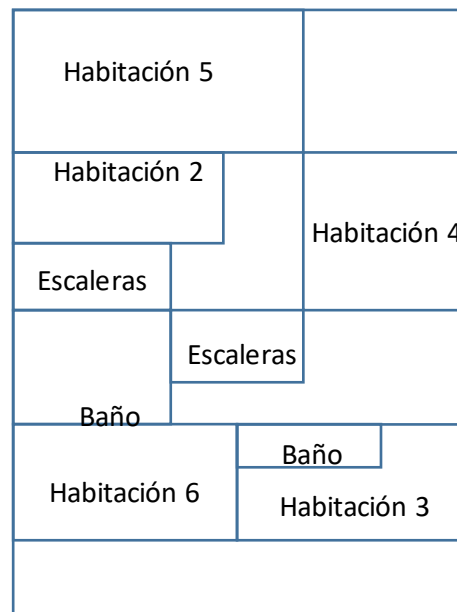 Habitación 5
Habitación 2
Habitación 4
Escaleras
Escaleras
Baño
Baño
Habitación 6
Habitación 3